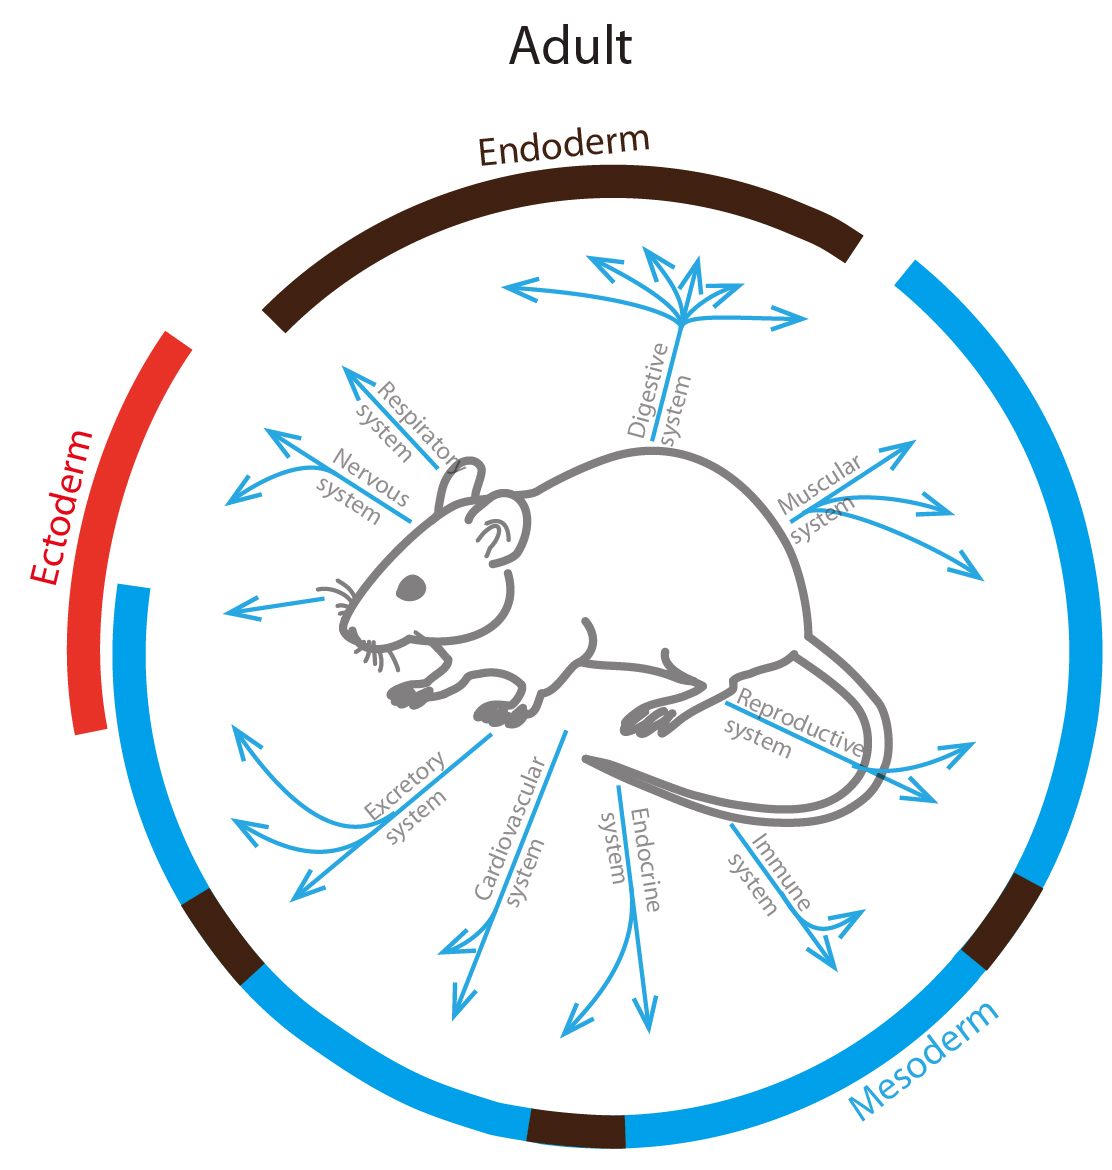 Adult
Endoderm
Digestive
system
Respiratory
system
Nervous
system
Ectoderm
Muscular
system
Reproductive
system
Excretory
system
Cardiovascular
system
Endocrine
system
Immune
system
Mesoderm